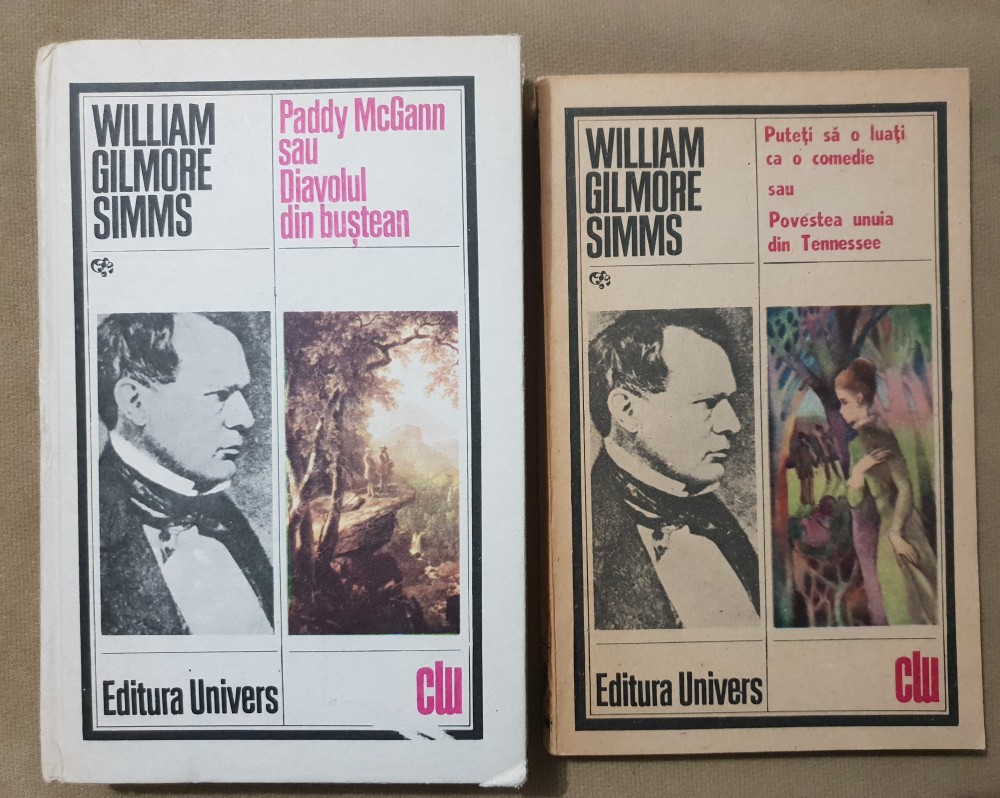 WILLIAM
GILMORE
SIMMS
Paddy McGann
sau
Diavolul
din buștean
Editura Univers
clu
WILLIAM
GILMORE
SIMMS
Puteți să o luați
ca o comedie
sau
Povestea unuia
din Tennessee
Editura Univers
clu